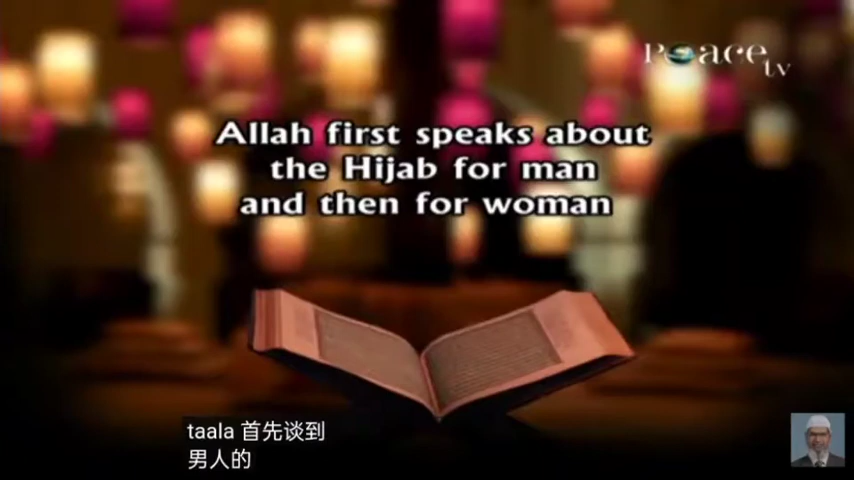 Peace tv
Allah first speaks about
the Hijab for man
and then for woman
taala 首先谈到
男人的